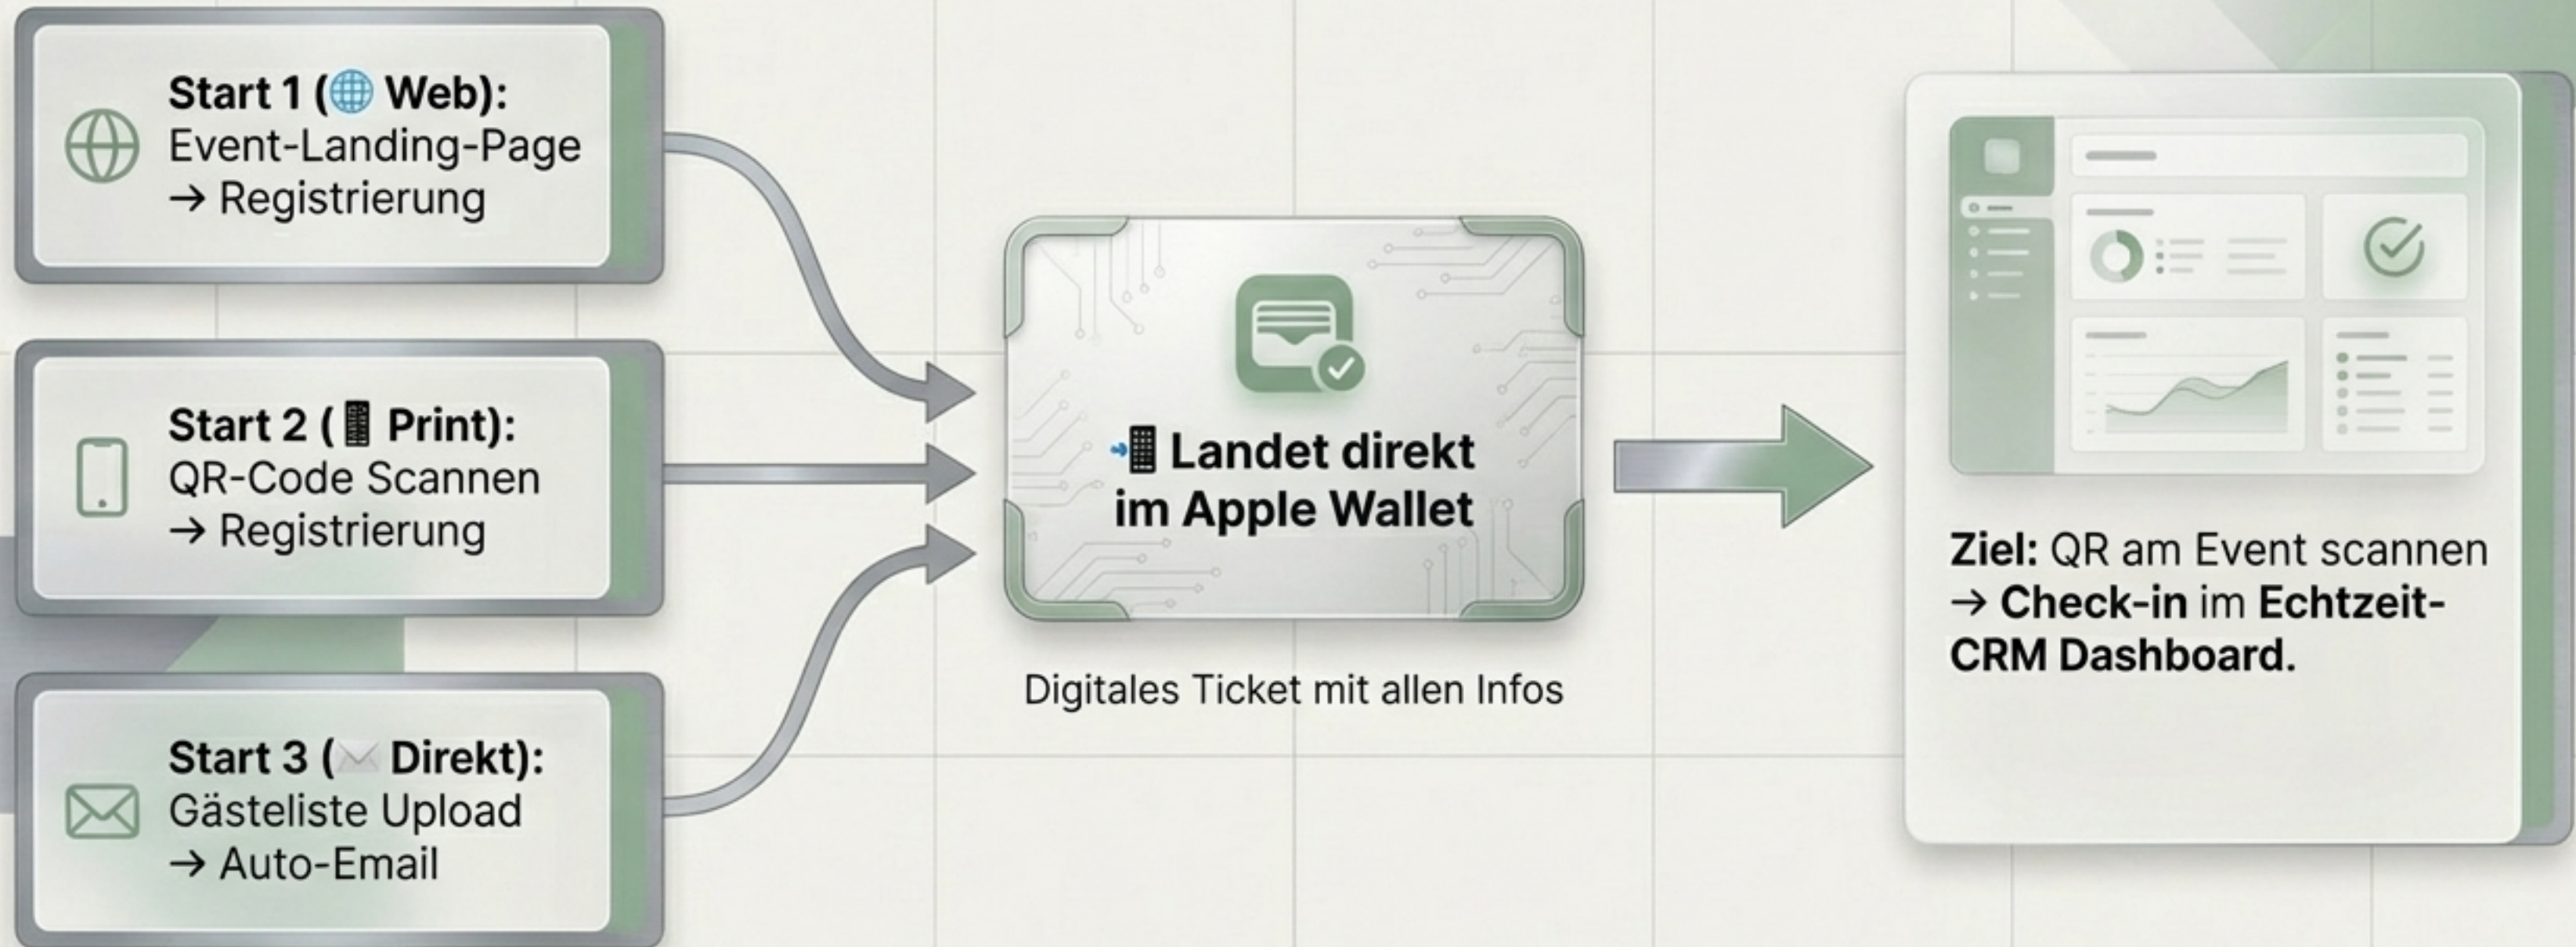 Start 1 (🌐 Web):
Event-Landing-Page
→ Registrierung
Start 2 (📱 Print):
QR-Code Scannen
→ Registrierung
Start 3 (✉️ Direkt):
Gästeliste Upload
→ Auto-Email
📲 Landet direkt
im Apple Wallet
Digitales Ticket mit allen Infos
Ziel: QR am Event scannen
→ Check-in im Echtzeit-
CRM Dashboard.